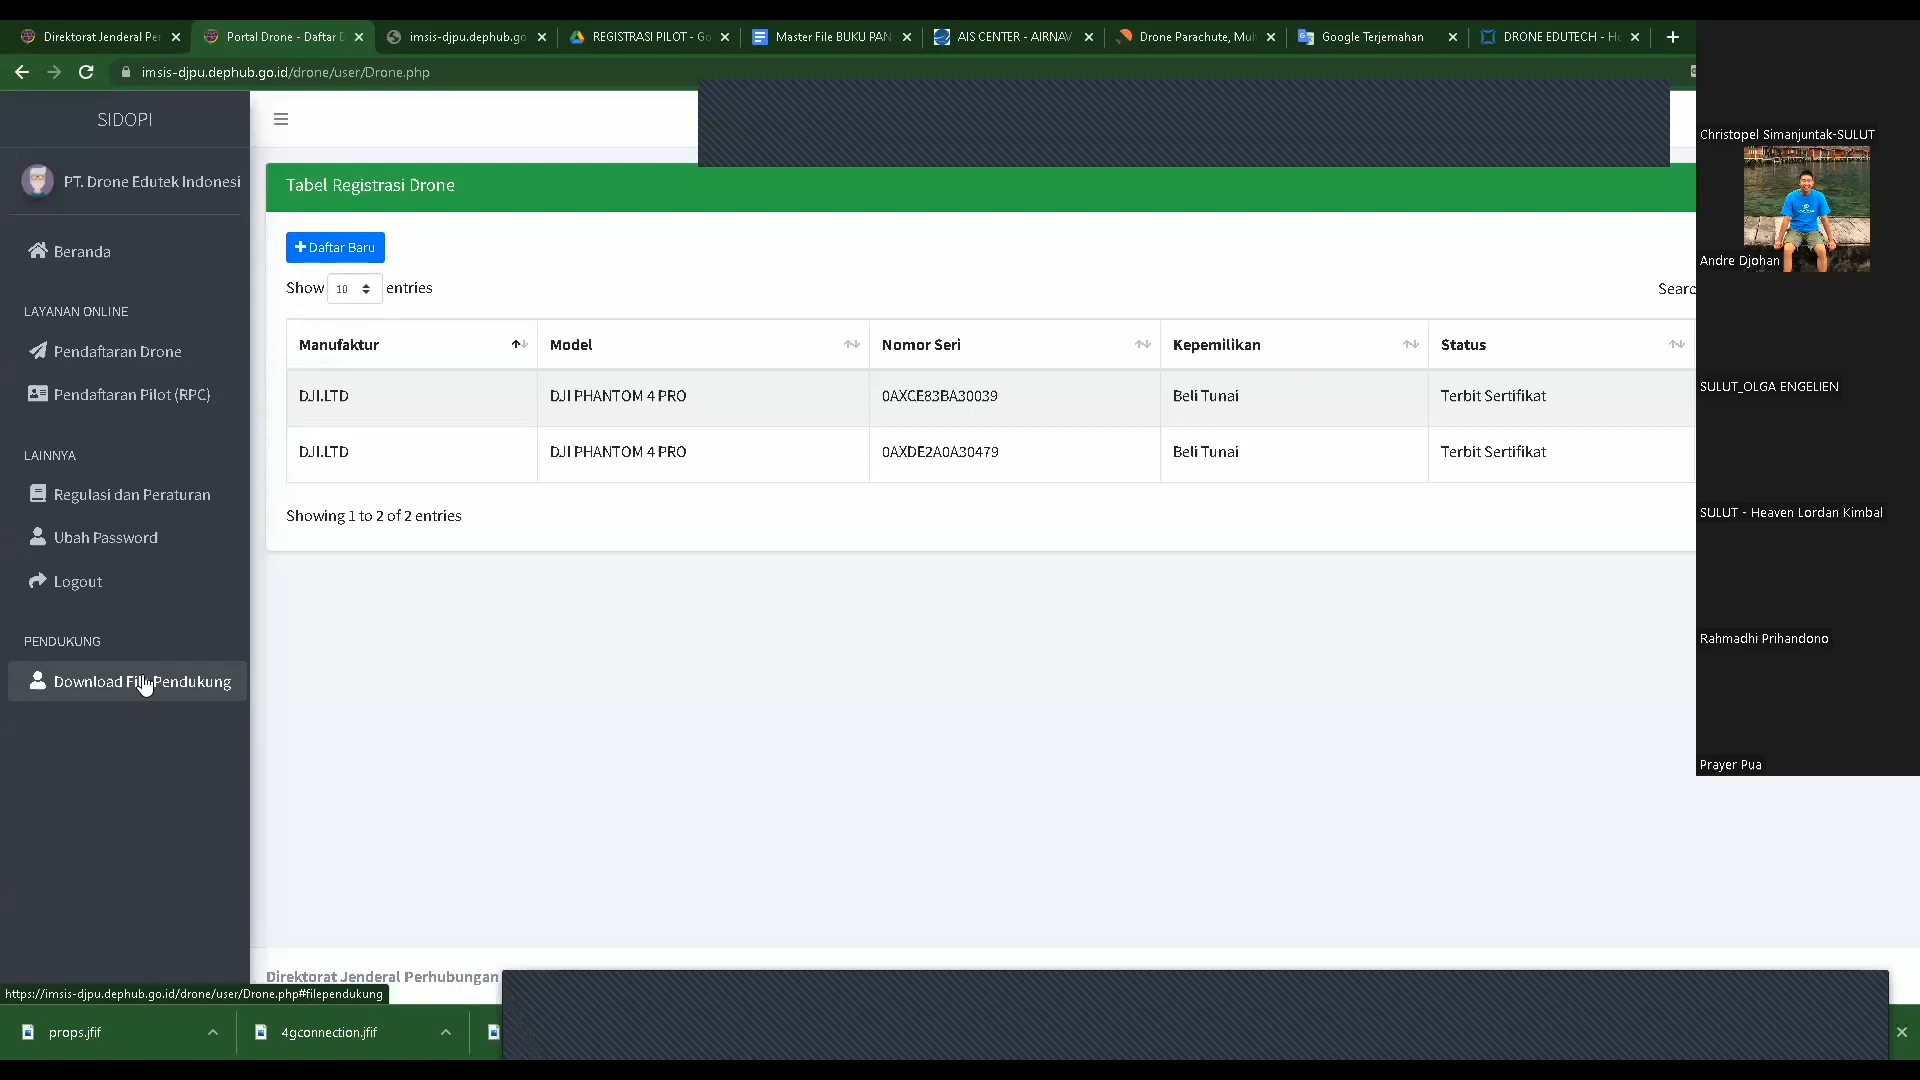 Direktorat Jenderal Pe
Portal Drone - Daftar D
imsis-djpu.dephub.go
REGISTRASI PILOT - Go
Master File BUKU PAN
AIS CENTER - AIRNAV
Drone Parachute, Mul
Google Terjemahan
DRONE EDUTECH - Ho
imsis-djpu.dephub.go.id/drone/user/Drone.php
SIDOPI
PT. Drone Edutek Indonesi
Beranda
LAYANAN ONLINE
Pendaftaran Drone
Pendaftaran Pilot (RPC)
LAINNYA
Regulasi dan Peraturan
Ubah Password
Logout
PENDUKUNG
Download File Pendukung
Tabel Registrasi Drone
Daftar Baru
Show 10 entries
Searc
Manufaktur Model Nomor Seri Kepemilikan Status
DJI.LTD DJI PHANTOM 4 PRO 0AXCE83BA30039 Beli Tunai Terbit Sertifikat
DJI.LTD DJI PHANTOM 4 PRO 0AXDE2A0A30479 Beli Tunai Terbit Sertifikat
Showing 1 to 2 of 2 entries
Direktorat Jenderal Perhubungan
https://imsis-djpu.dephub.go.id/drone/user/Drone.php#filependukung
props.jfif
4gconnection.jfif
Christopel Simanjuntak-SULUT
Andre Djohan
SULUT_OLGA ENGELIEN
SULUT - Heaven Lordan Kimbal
Rahmadhi Prihandono
Prayer Pua